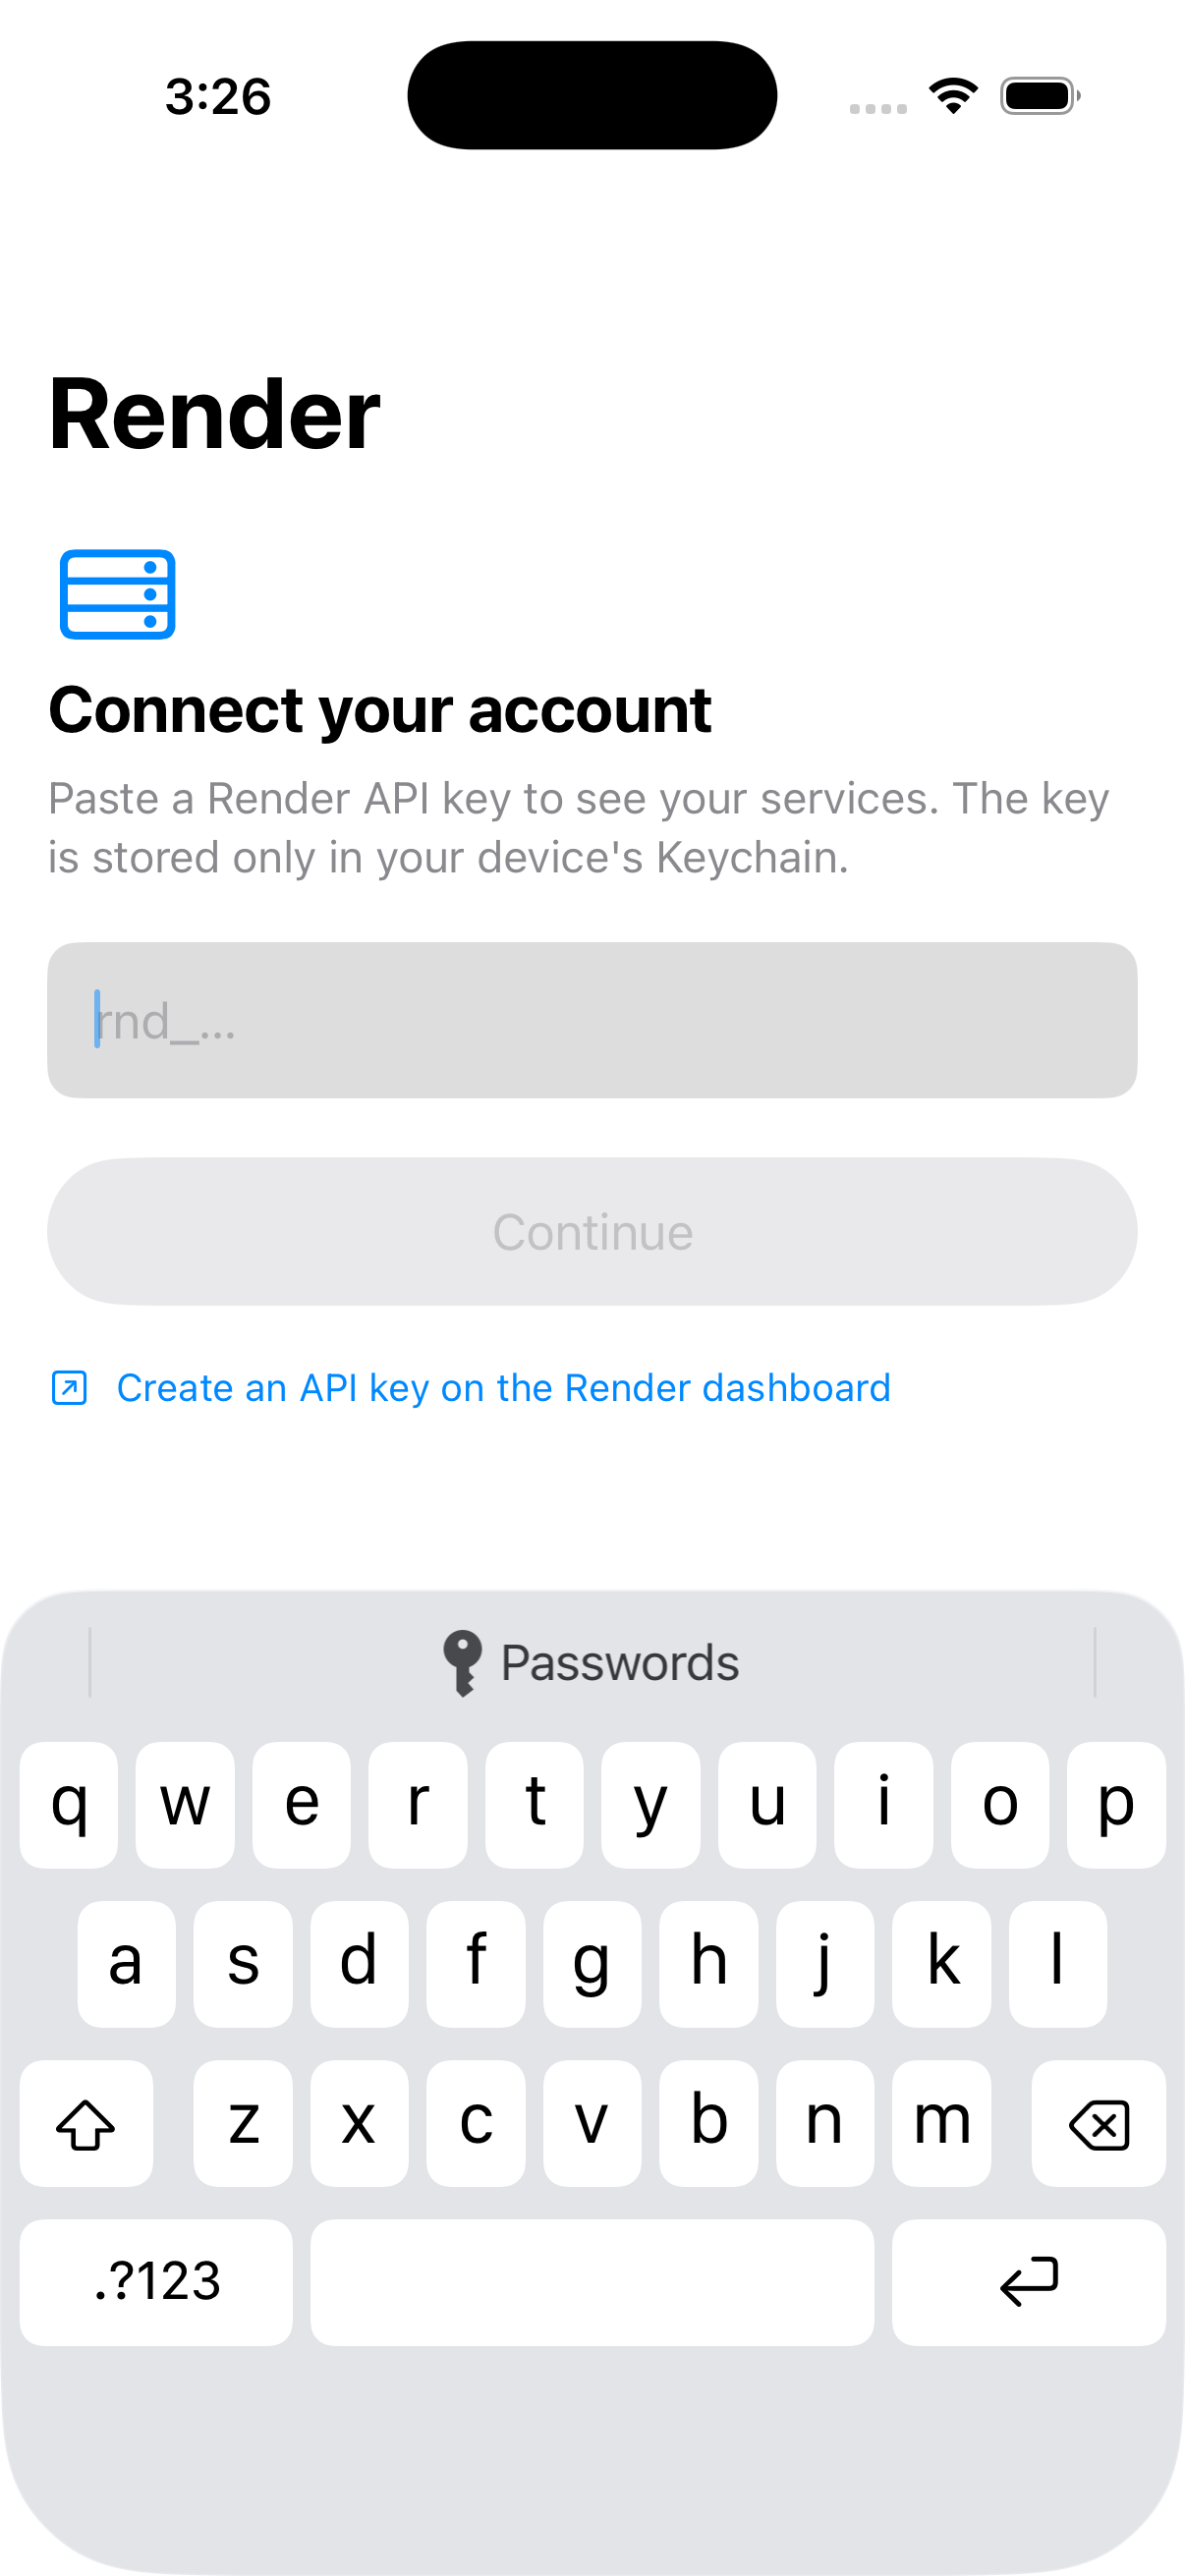 3:26
Render
Connect your account
Paste a Render API key to see your services. The key
is stored only in your device's Keychain.
rnd_...
Continue
Create an API key on the Render dashboard
Passwords
q w e r t y u i o p
a s d f g h j k l
z x c v b n m
.?123